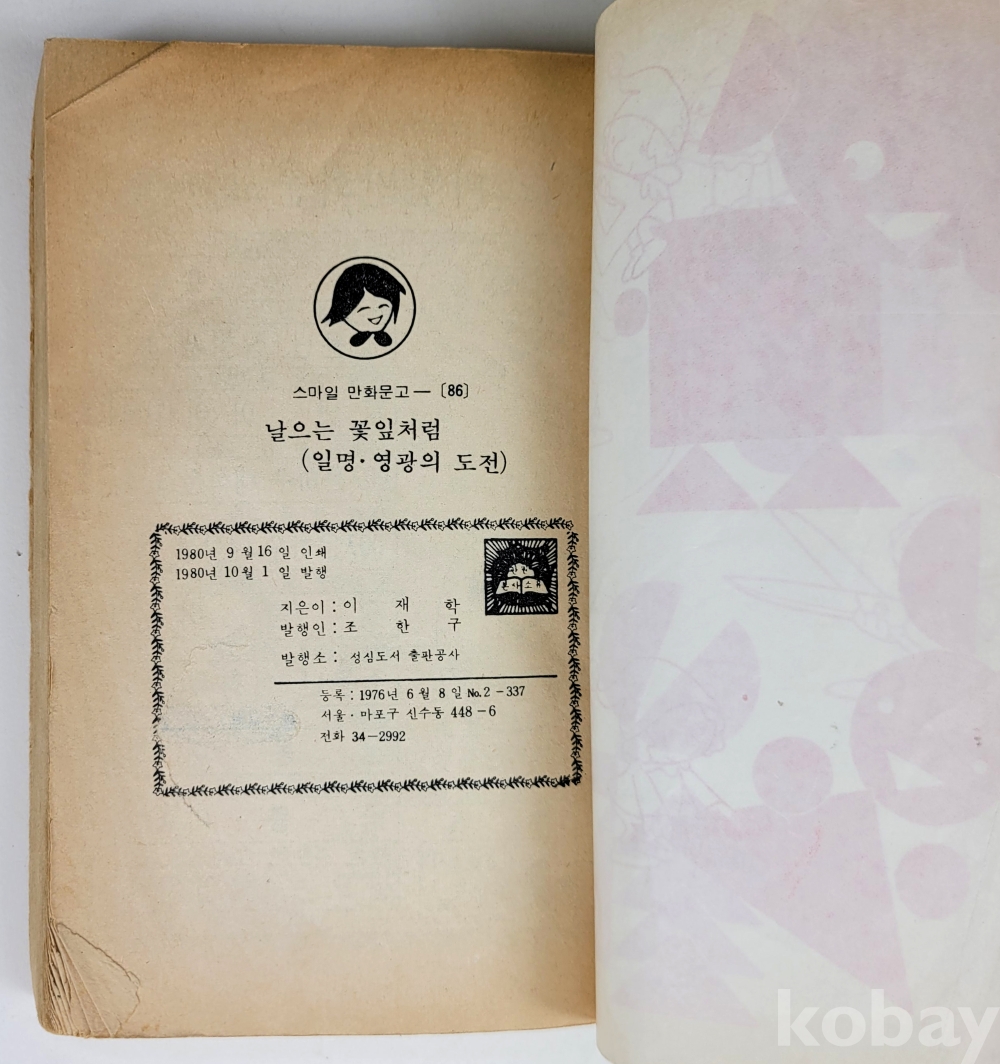 스마일 만화문고 ― 〔86〕
날으는 꽃잎처럼
(일명·영광의 도전)
1980년 9 월 16 일 인쇄
1980년 10 월 1 일 발행
지은이 : 이 재 학
발행인 : 조 한 구
발행소 : 성심도서 출판공사
등록 : 1976년 6 월 8 일 No.2 -337
서울 · 마포구 신수동 448-6
전화 34-2992
kobay